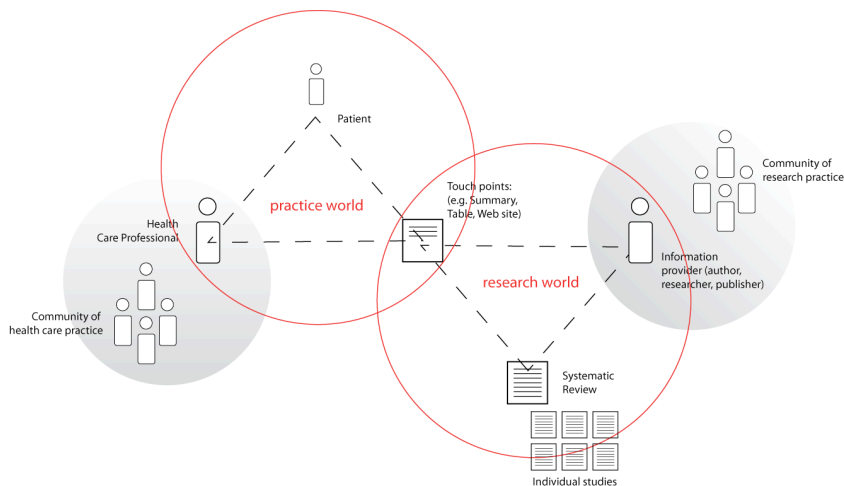 Patient
practice world
Health
Care Professional
Community of
health care practice
Touch points:
(e.g. Summary,
Table, Web site)
research world
Community of
research practice
Information
provider (author,
researcher, publisher)
Systematic
Review
Individual studies